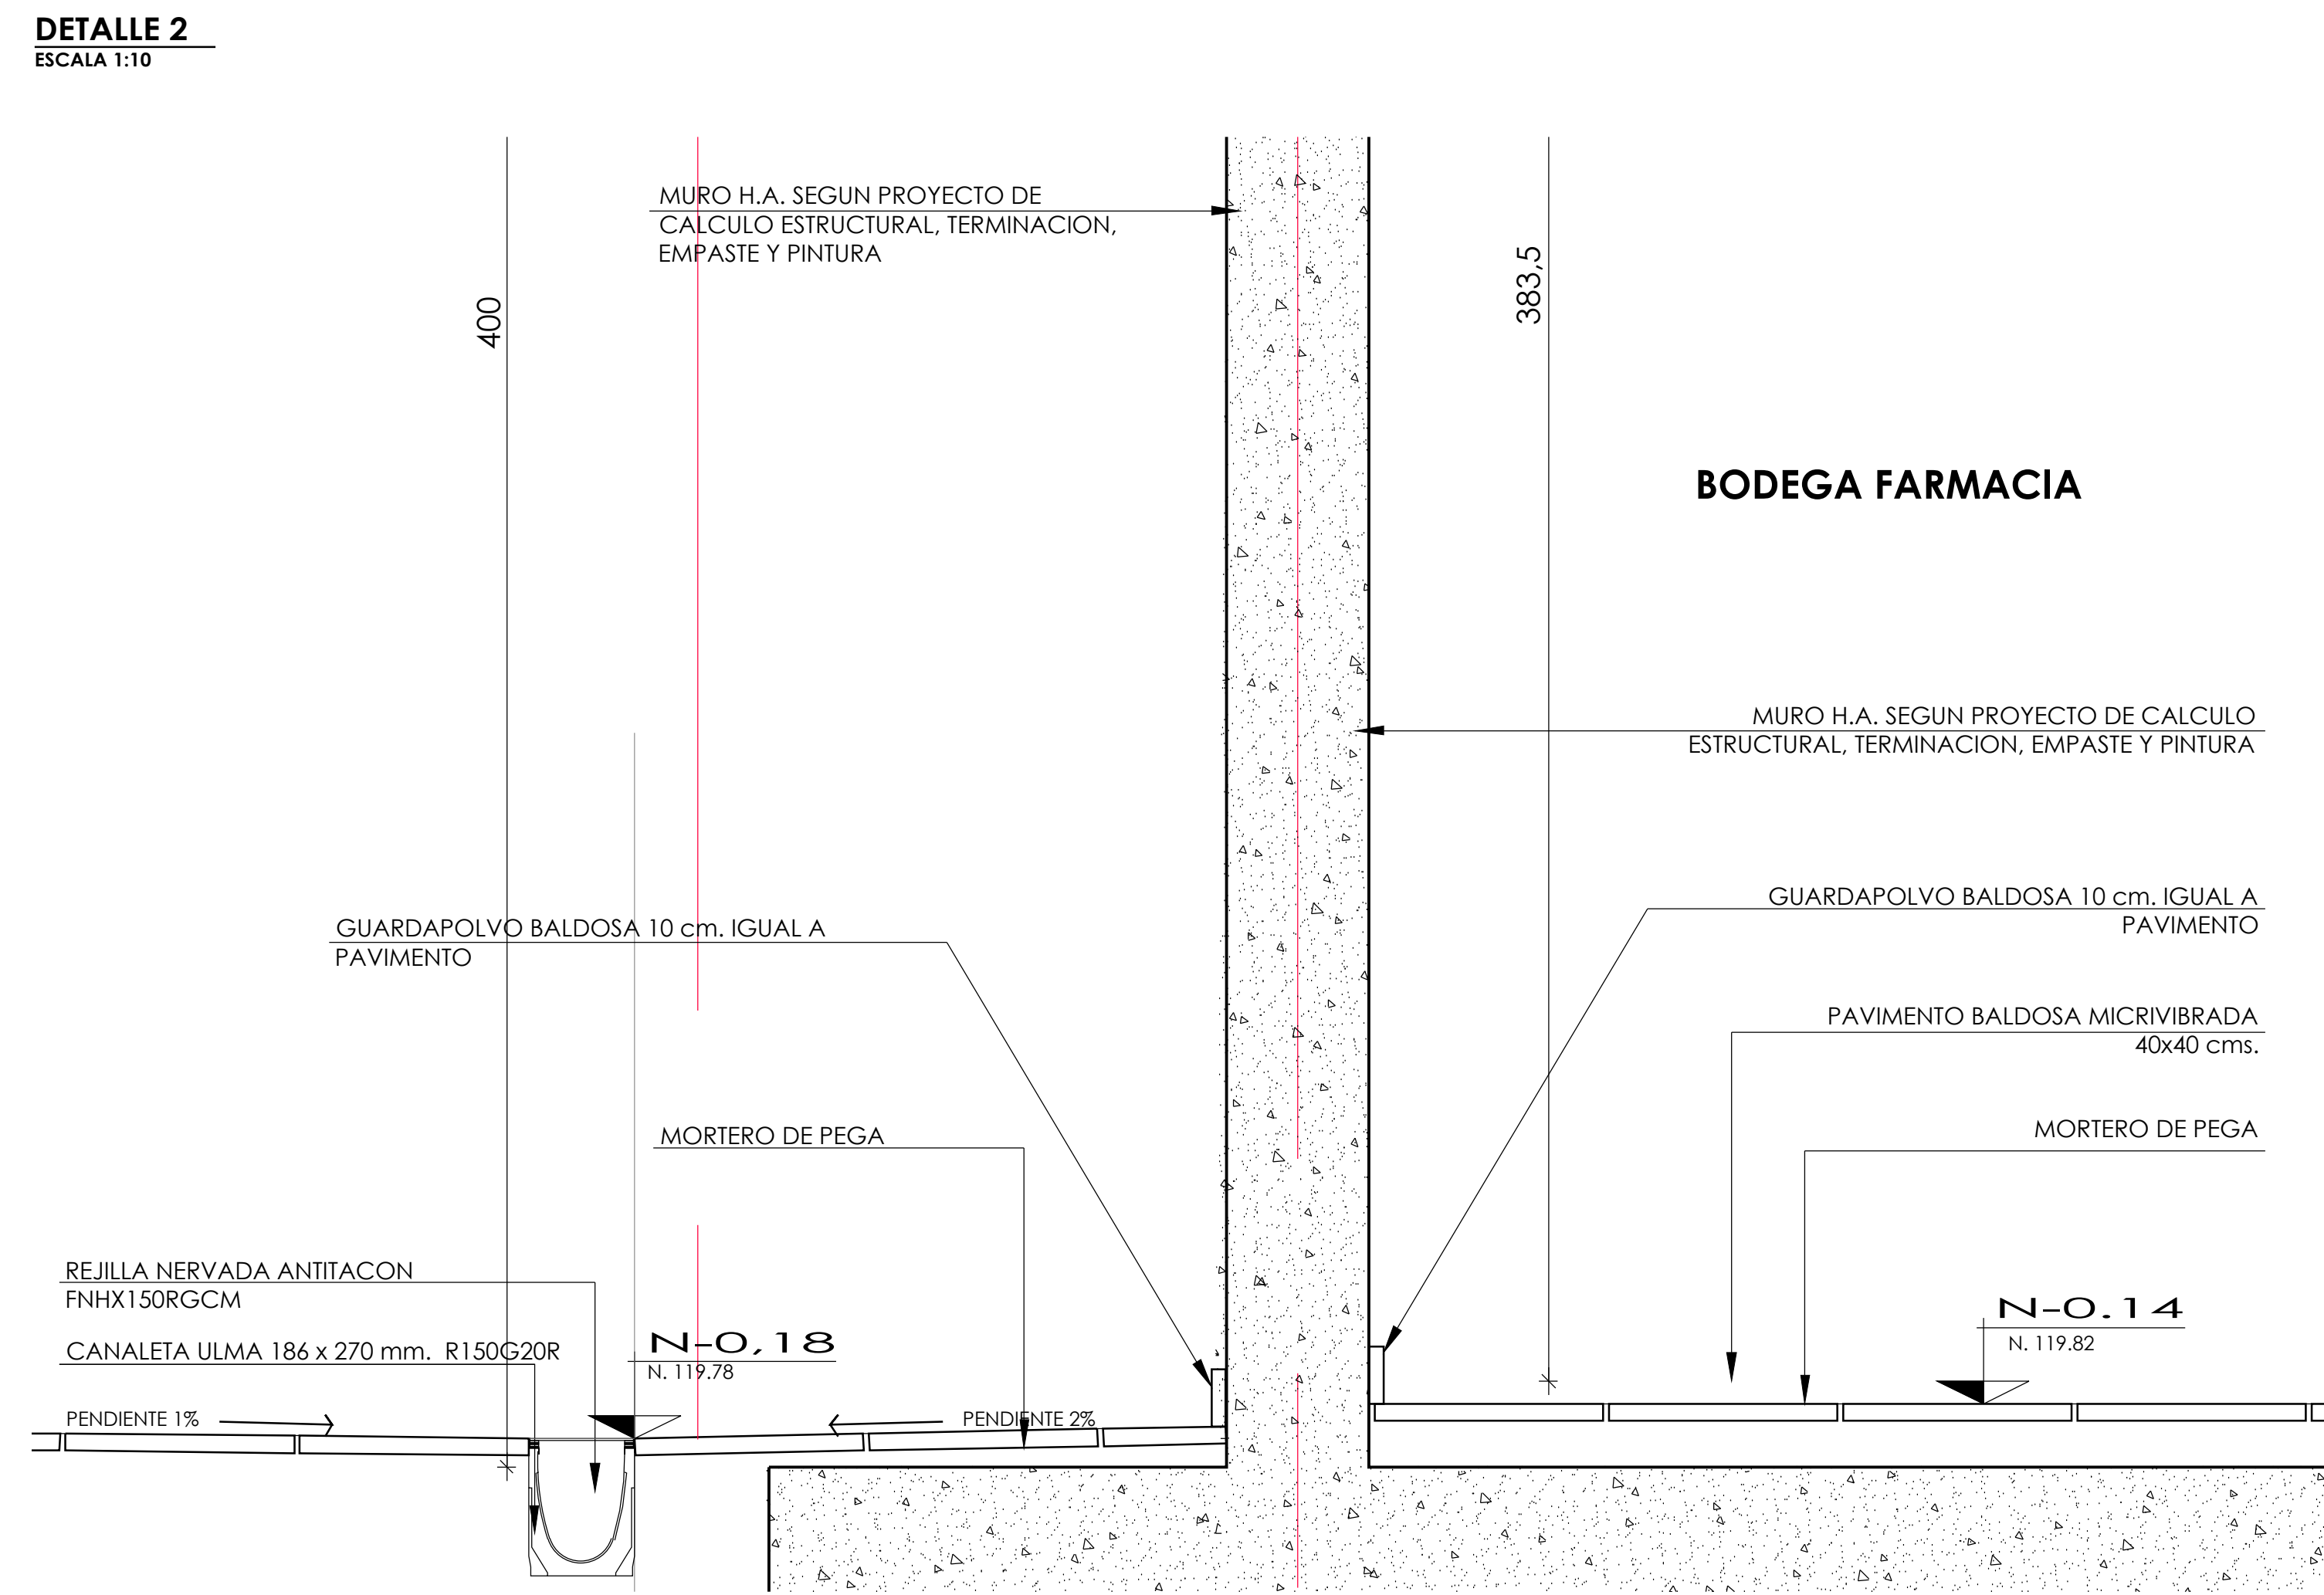 DETALLE 2
ESCALA 1:10
MURO H.A. SEGUN PROYECTO DE
CALCULO ESTRUCTURAL, TERMINACION,
EMPASTE Y PINTURA
400
383,5
BODEGA FARMACIA
MURO H.A. SEGUN PROYECTO DE CALCULO
ESTRUCTURAL, TERMINACION, EMPASTE Y PINTURA
GUARDAPOLVO BALDOSA 10 cm. IGUAL A
PAVIMENTO
GUARDAPOLVO BALDOSA 10 cm. IGUAL A
PAVIMENTO
PAVIMENTO BALDOSA MICRIVIBRADA
40x40 cms.
MORTERO DE PEGA
MORTERO DE PEGA
REJILLA NERVADA ANTITACON
FNHX150RGCM
CANALETA ULMA 186 x 270 mm. R150G20R
N-0,18
N. 119.78
N-0.14
N. 119.82
PENDIENTE 1%
PENDIENTE 2%